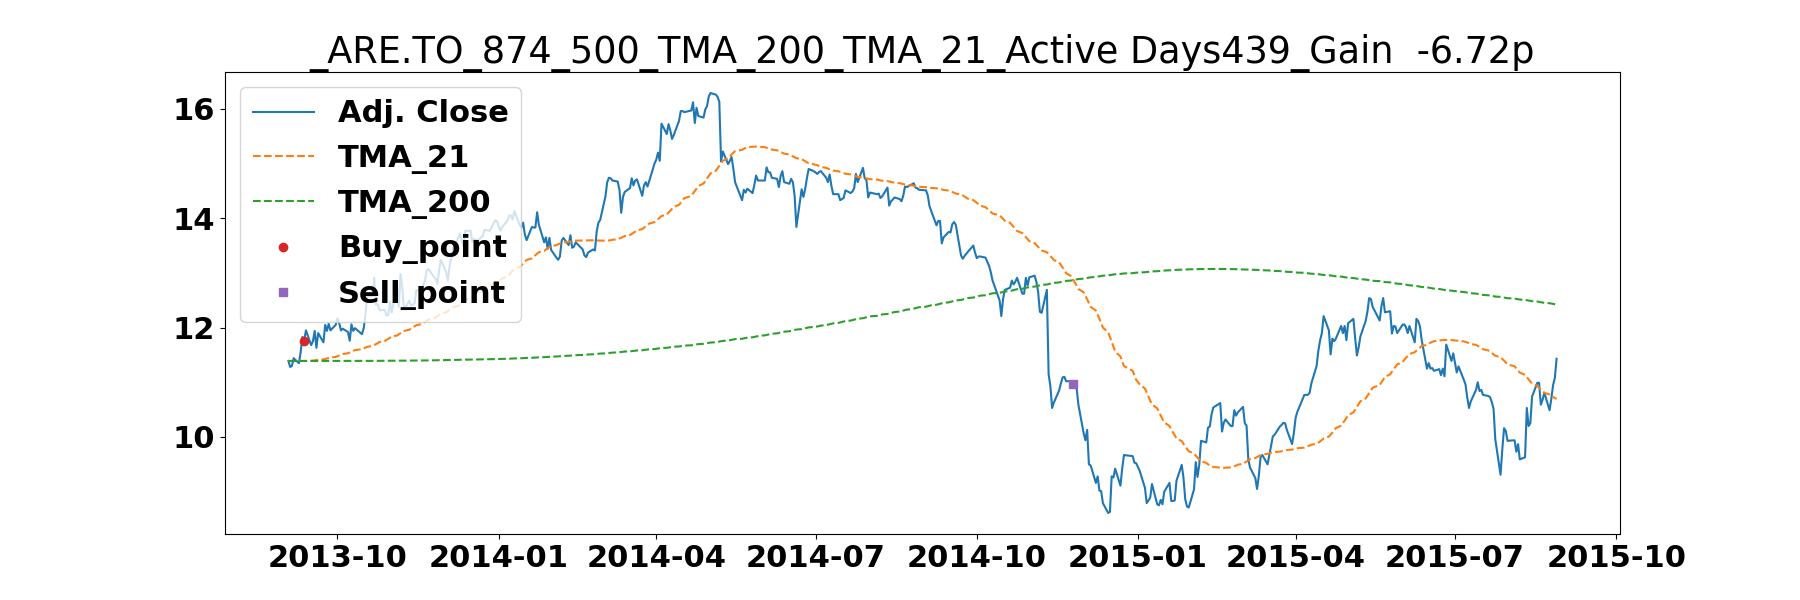 _ARE.TO_874_500_TMA_200_TMA_21_Active Days439_Gain  -6.72p
16
14
12
10
Adj. Close
TMA_21
TMA_200
Buy_point
Sell_point
2013-10 2014-01 2014-04 2014-07 2014-10 2015-01 2015-04 2015-07 2015-10